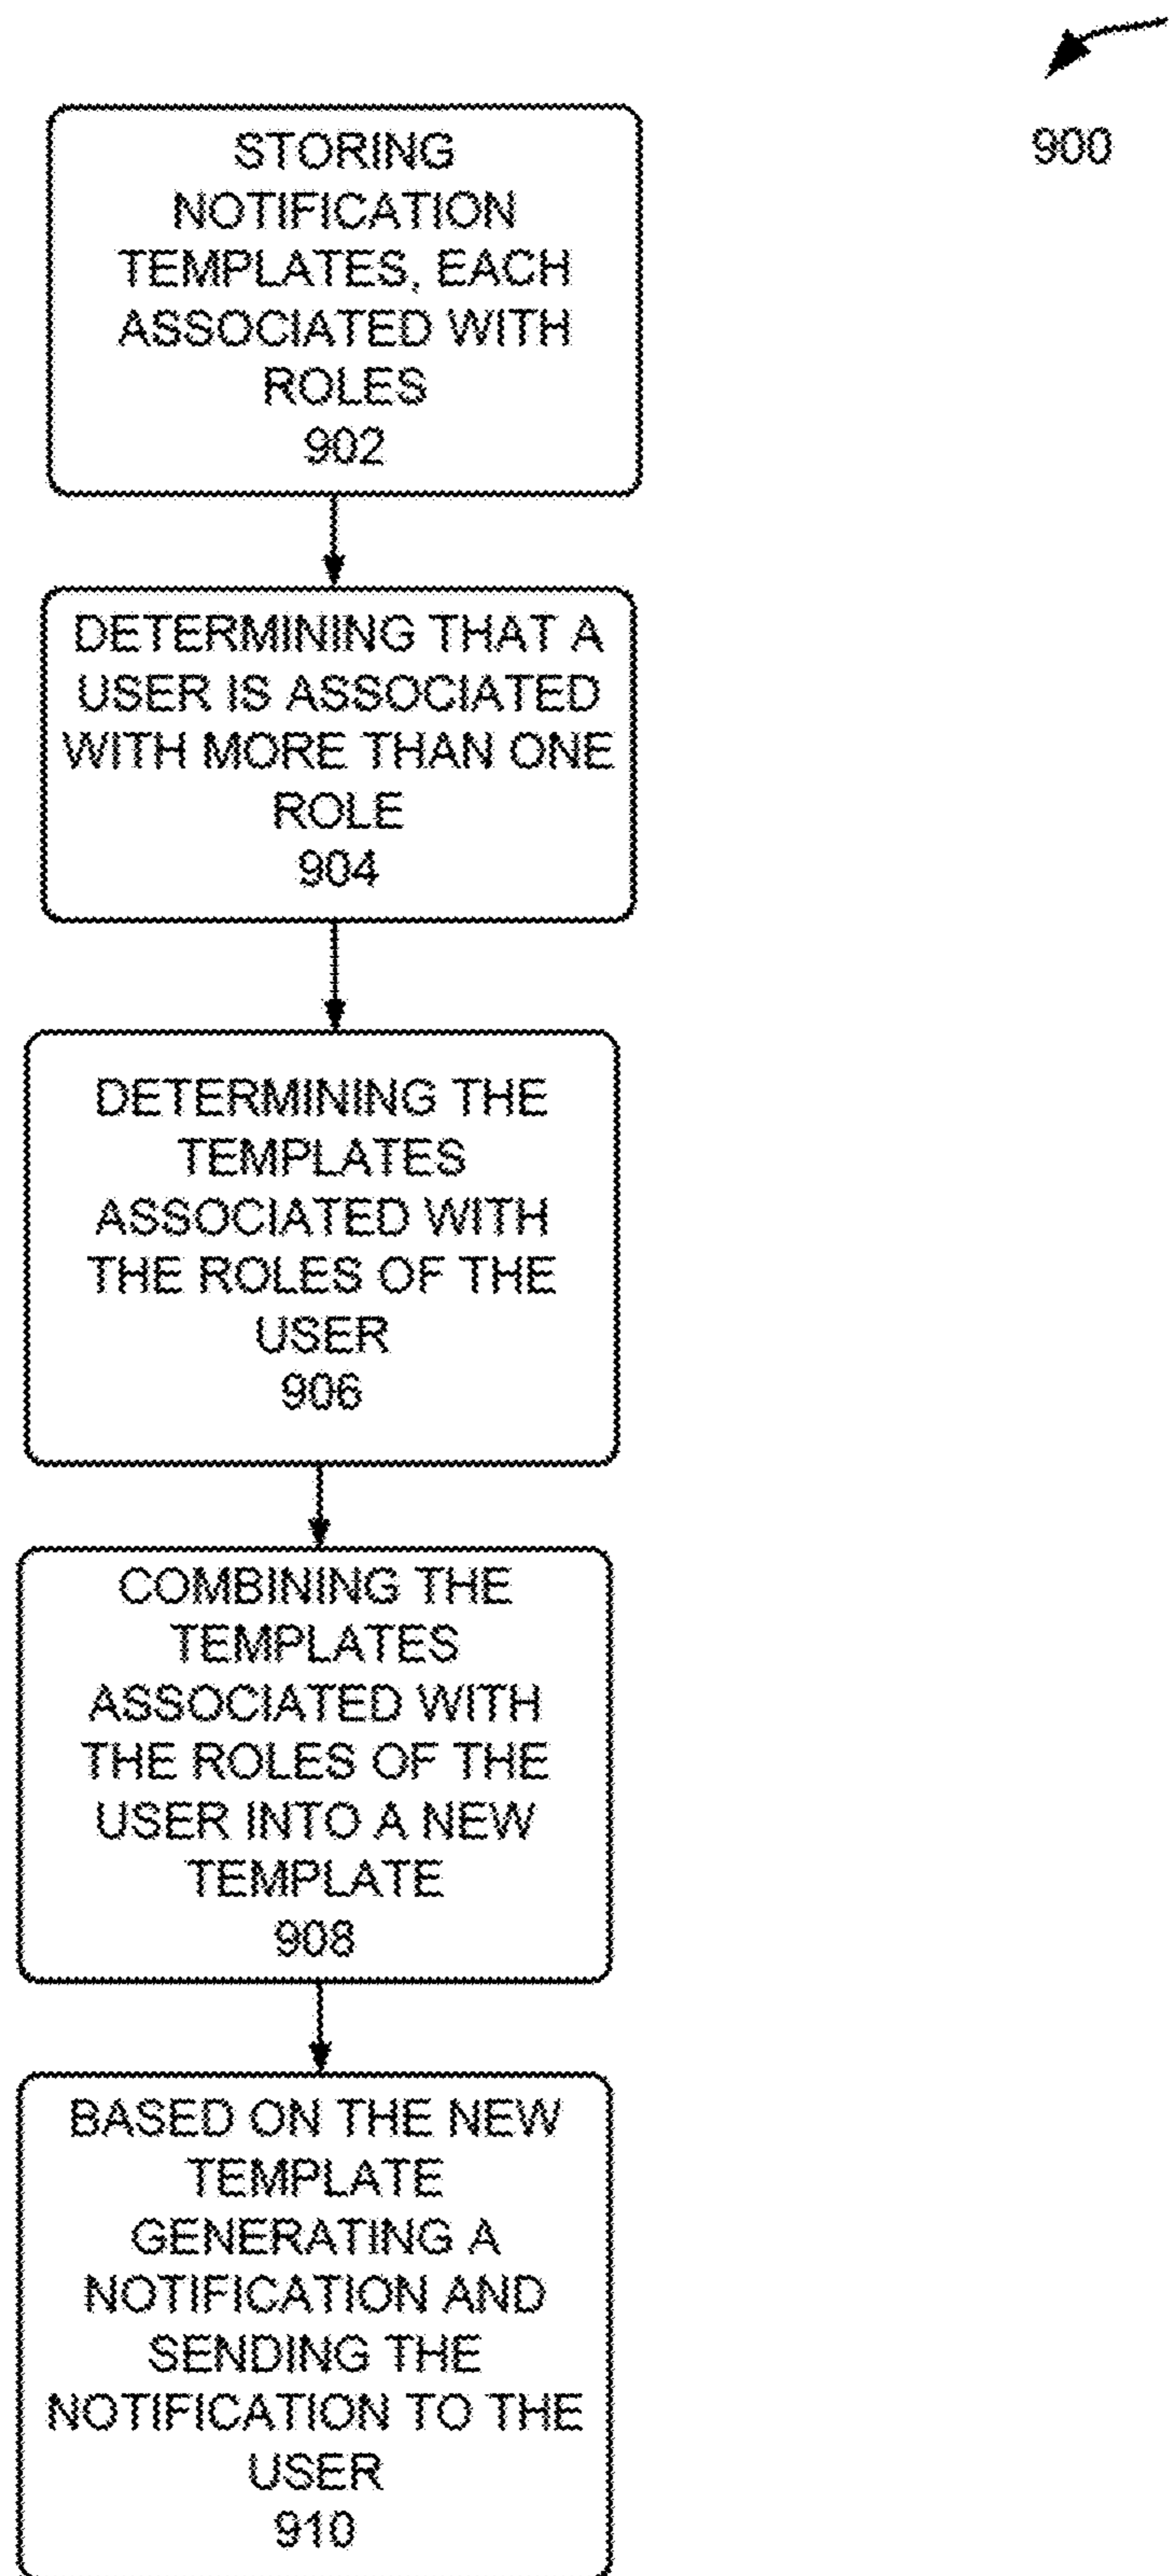 900
STORING
NOTIFICATION
TEMPLATES, EACH
ASSOCIATED WITH
ROLES
902
DETERMINING THAT A
USER IS ASSOCIATED
WITH MORE THAN ONE
ROLE
904
DETERMINING THE
TEMPLATES
ASSOCIATED WITH
THE ROLES OF THE
USER
906
COMBINING THE
TEMPLATES
ASSOCIATED WITH
THE ROLES OF THE
USER INTO A NEW
TEMPLATE
908
BASED ON THE NEW
TEMPLATE
GENERATING A
NOTIFICATION AND
SENDING THE
NOTIFICATION TO THE
USER
910